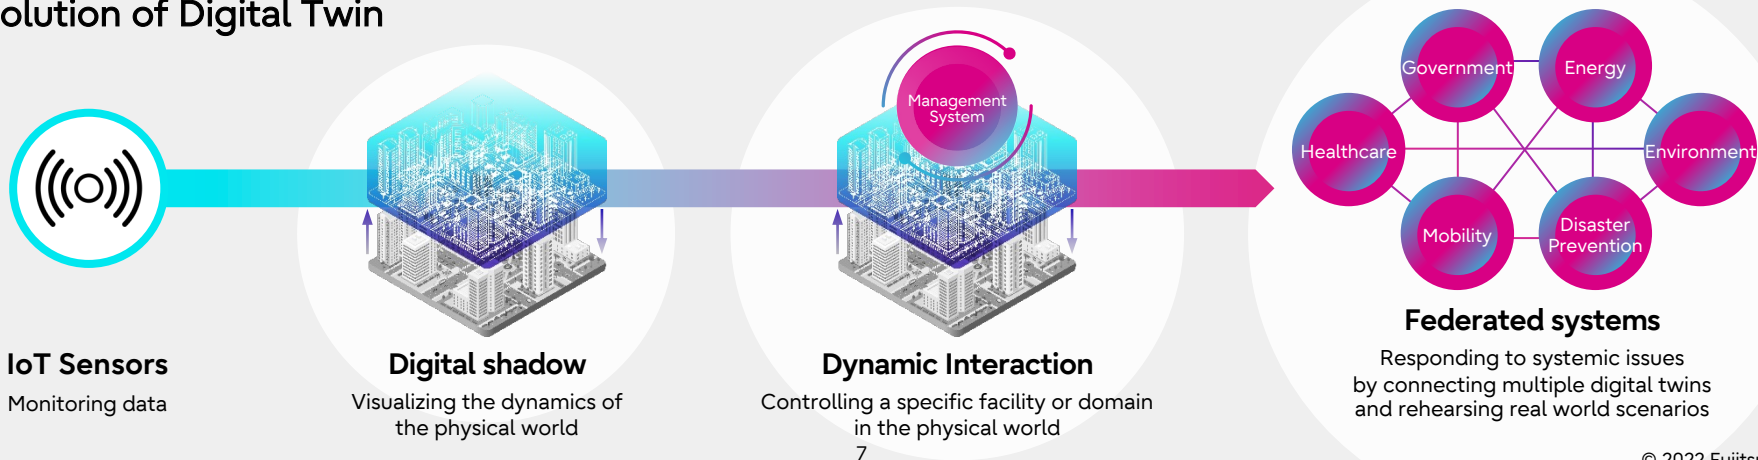 olution of Digital Twin
Management
System
Government
Energy
Healthcare
Environment
Mobility
Disaster
Prevention
IoT Sensors
Monitoring data
Digital shadow
Visualizing the dynamics of
the physical world
Dynamic Interaction
Controlling a specific facility or domain
in the physical world
Federated systems
Responding to systemic issues
by connecting multiple digital twins
and rehearsing real world scenarios
7
© 2022 Fujitsu